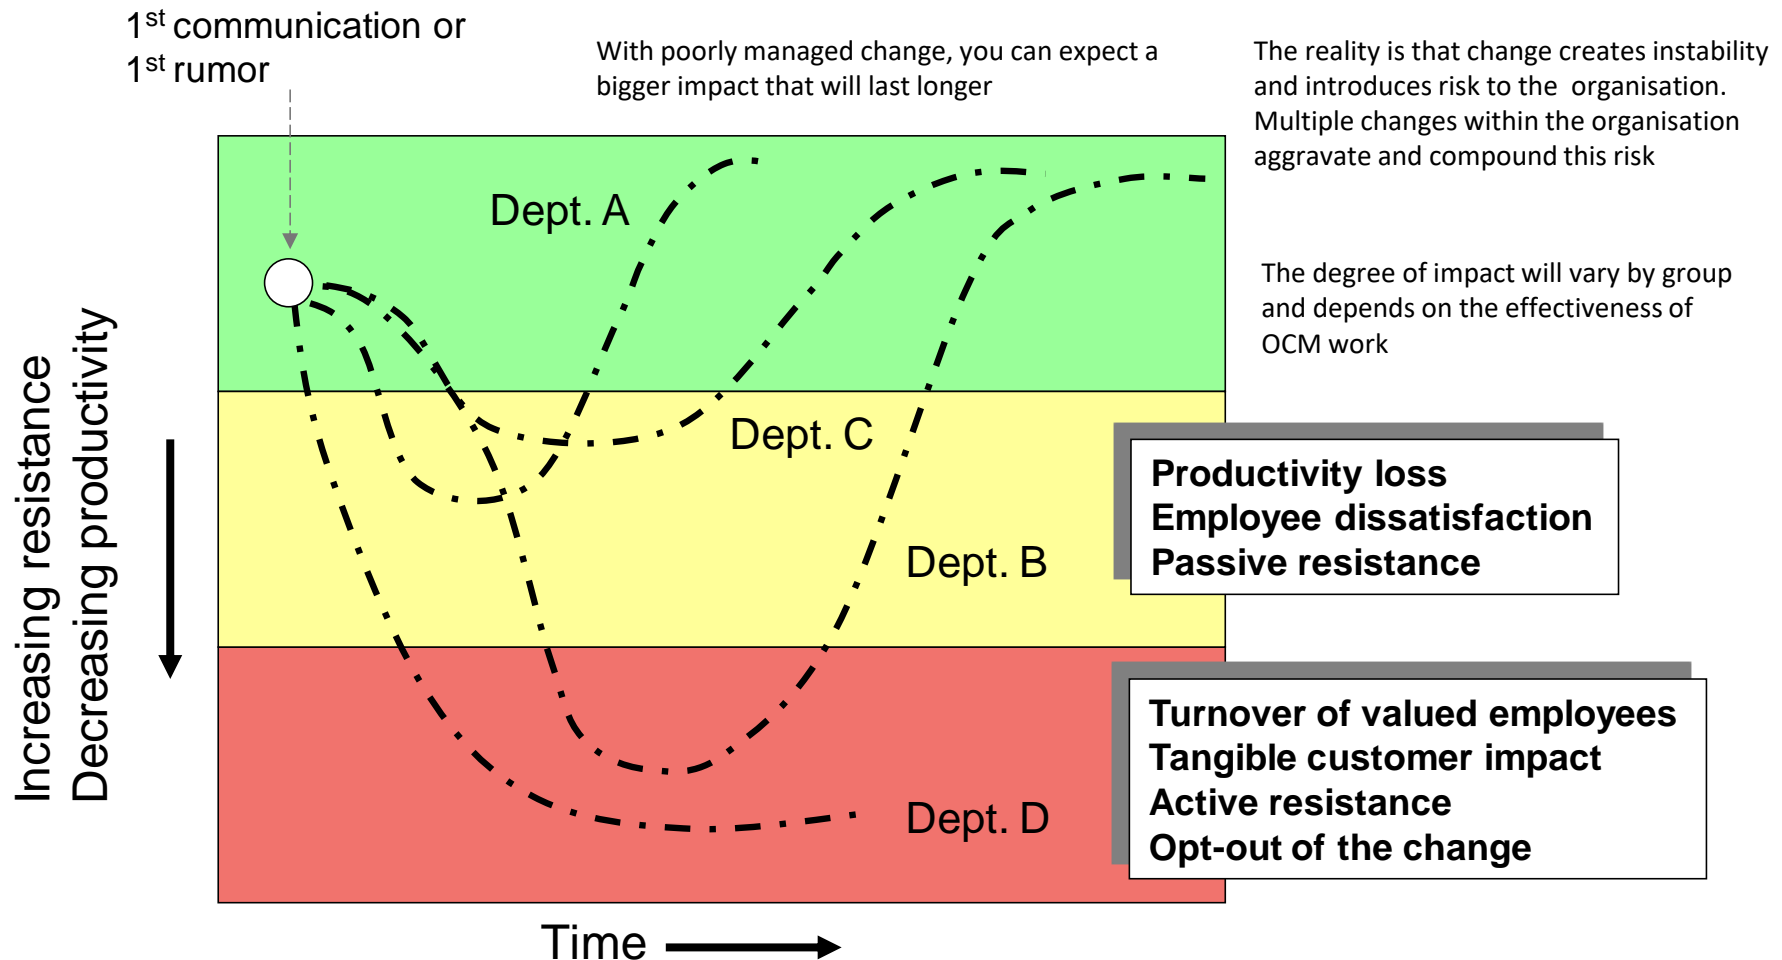 1st communication or
1st rumor
With poorly managed change, you can expect a
bigger impact that will last longer
The reality is that change creates instability
and introduces risk to the  organisation.
Multiple changes within the organisation
aggravate and compound this risk
The degree of impact will vary by group
and depends on the effectiveness of
OCM work
Increasing resistance
Decreasing productivity
Dept. A
Dept. C
Dept. B
Dept. D
Productivity loss
Employee dissatisfaction
Passive resistance
Turnover of valued employees
Tangible customer impact
Active resistance
Opt-out of the change
Time